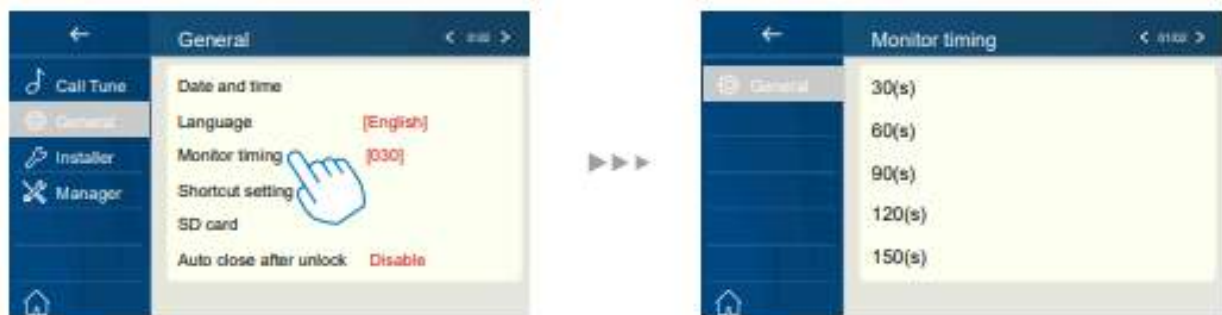 General
Call Tune
General
Installer
Manager
Date and time
Language [English]
Monitor timing [030]
Shortcut setting
SD card
Auto close after unlock Disable
Monitor timing
General
30(s)
60(s)
90(s)
120(s)
150(s)